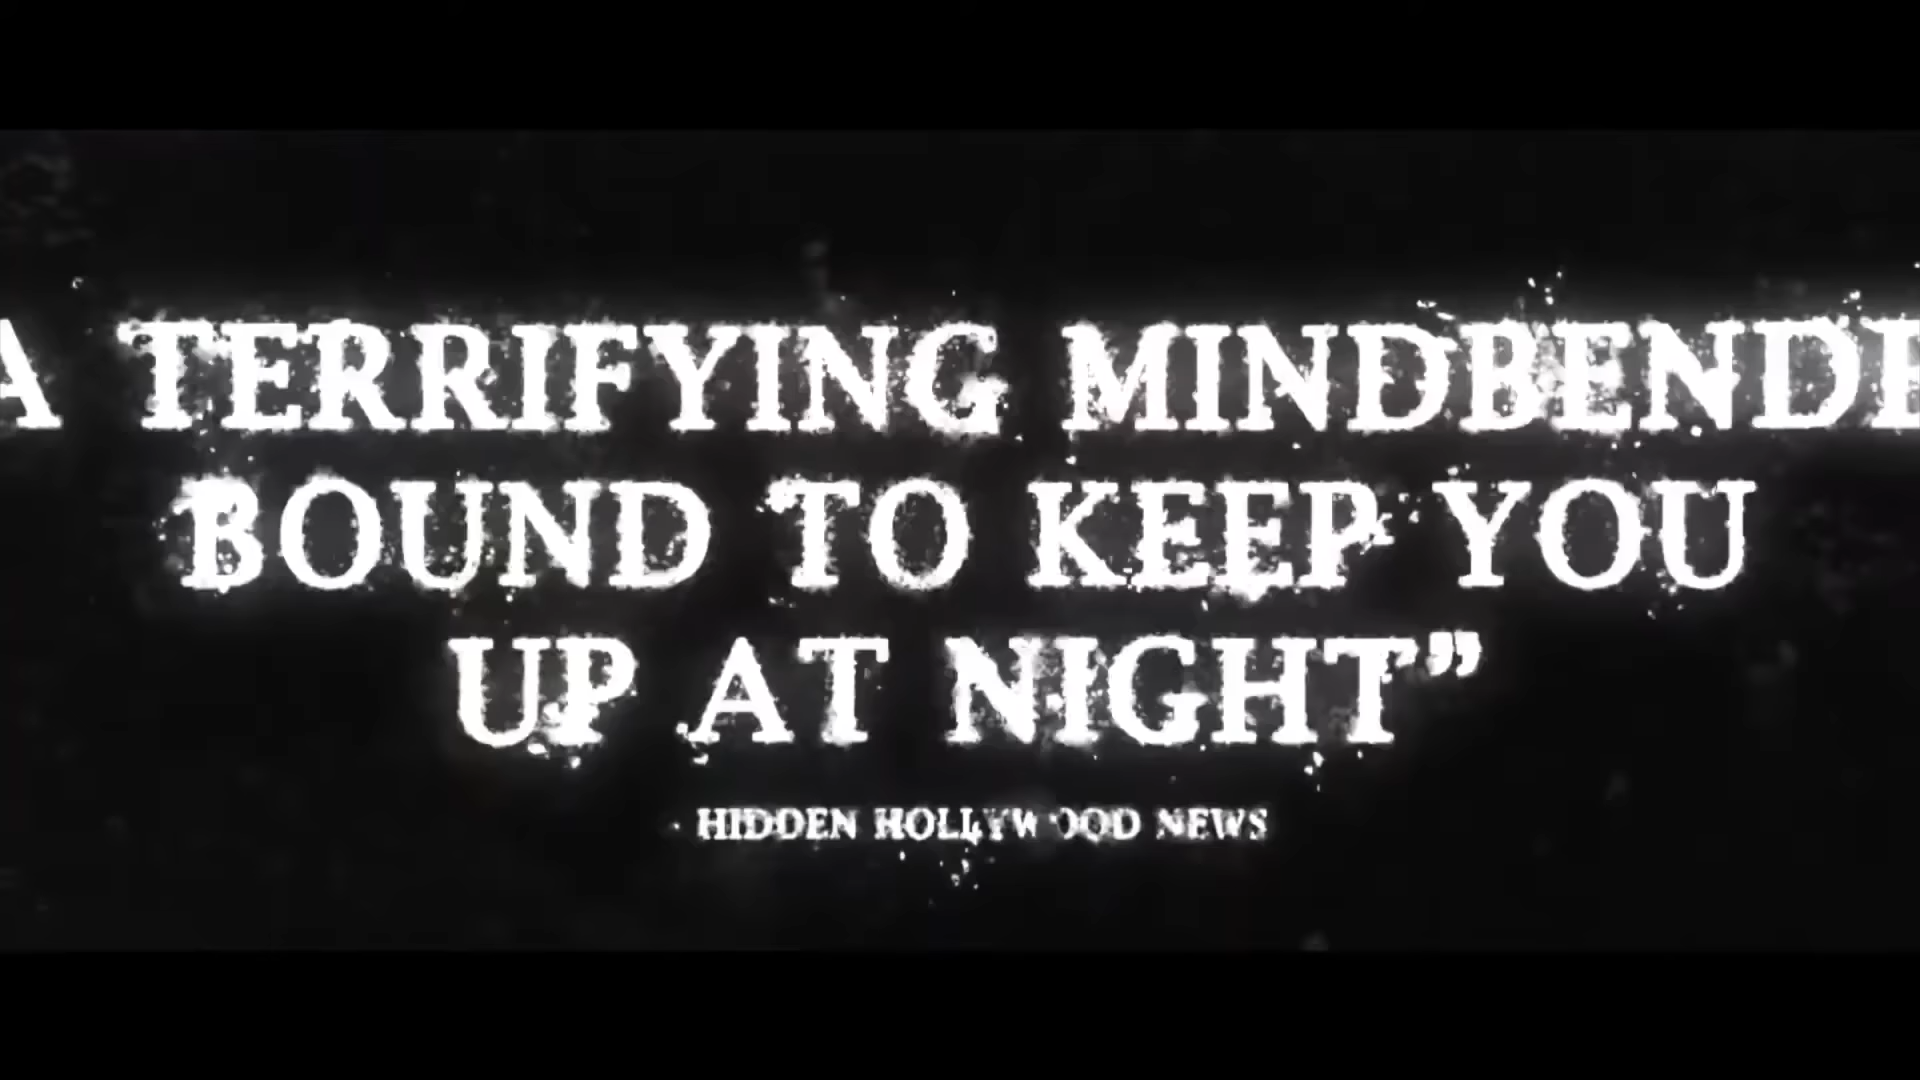 A TERRIFYING MINDBENDE
BOUND TO KEEP YOU
UP AT NIGHT”
- HIDDEN HOLLYWOOD NEWS